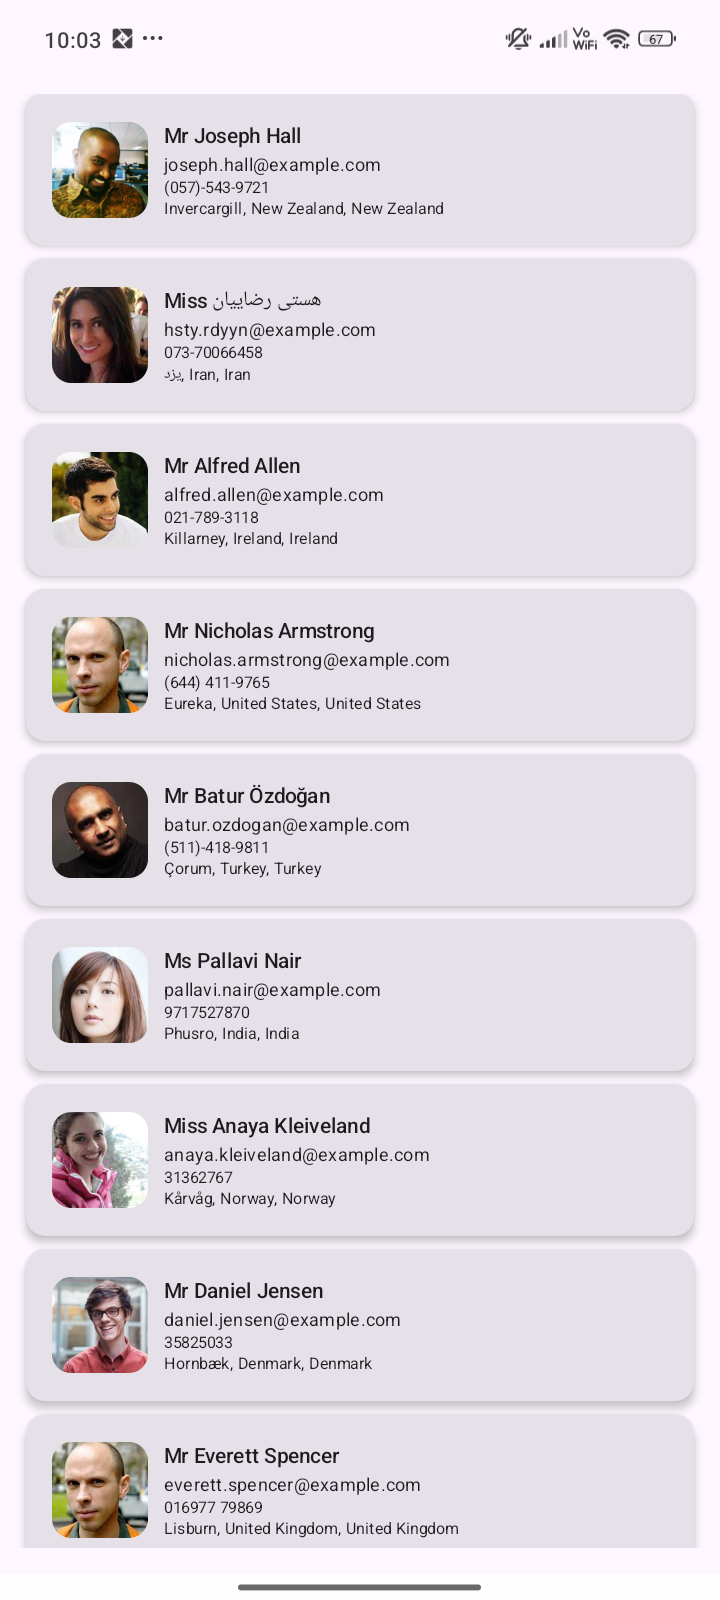 10:03
Vo
WiFi
67
Mr Joseph Hall
joseph.hall@example.com
(057)-543-9721
Invercargill, New Zealand, New Zealand
Miss هستی رضاییان
hsty.rdyyn@example.com
073-70066458
یزد, Iran, Iran
Mr Alfred Allen
alfred.allen@example.com
021-789-3118
Killarney, Ireland, Ireland
Mr Nicholas Armstrong
nicholas.armstrong@example.com
(644) 411-9765
Eureka, United States, United States
Mr Batur Özdoğan
batur.ozdogan@example.com
(511)-418-9811
Çorum, Turkey, Turkey
Ms Pallavi Nair
pallavi.nair@example.com
9717527870
Phusro, India, India
Miss Anaya Kleiveland
anaya.kleiveland@example.com
31362767
Kårvåg, Norway, Norway
Mr Daniel Jensen
daniel.jensen@example.com
35825033
Hornbæk, Denmark, Denmark
Mr Everett Spencer
everett.spencer@example.com
016977 79869
Lisburn, United Kingdom, United Kingdom